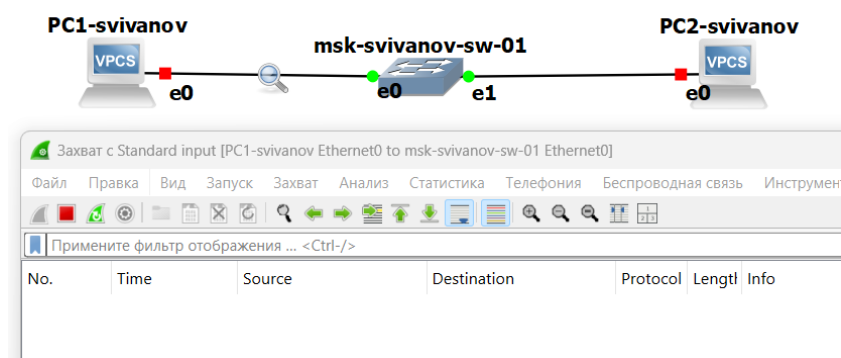 PC1-svivanov
PC2-svivanov
msk-svivanov-sw-01
VPCS
VPCS
e0
e0
e1
e0
Захват с Standard input [PC1-svivanov Ethernet0 to msk-svivanov-sw-01 Ethernet0]
Файл Правка Вид Запуск Захват Анализ Статистика Телефония Беспроводная связь Инструмен
Примените фильтр отображения ... <Ctrl-/>
No. Time Source Destination Protocol Lengtl Info